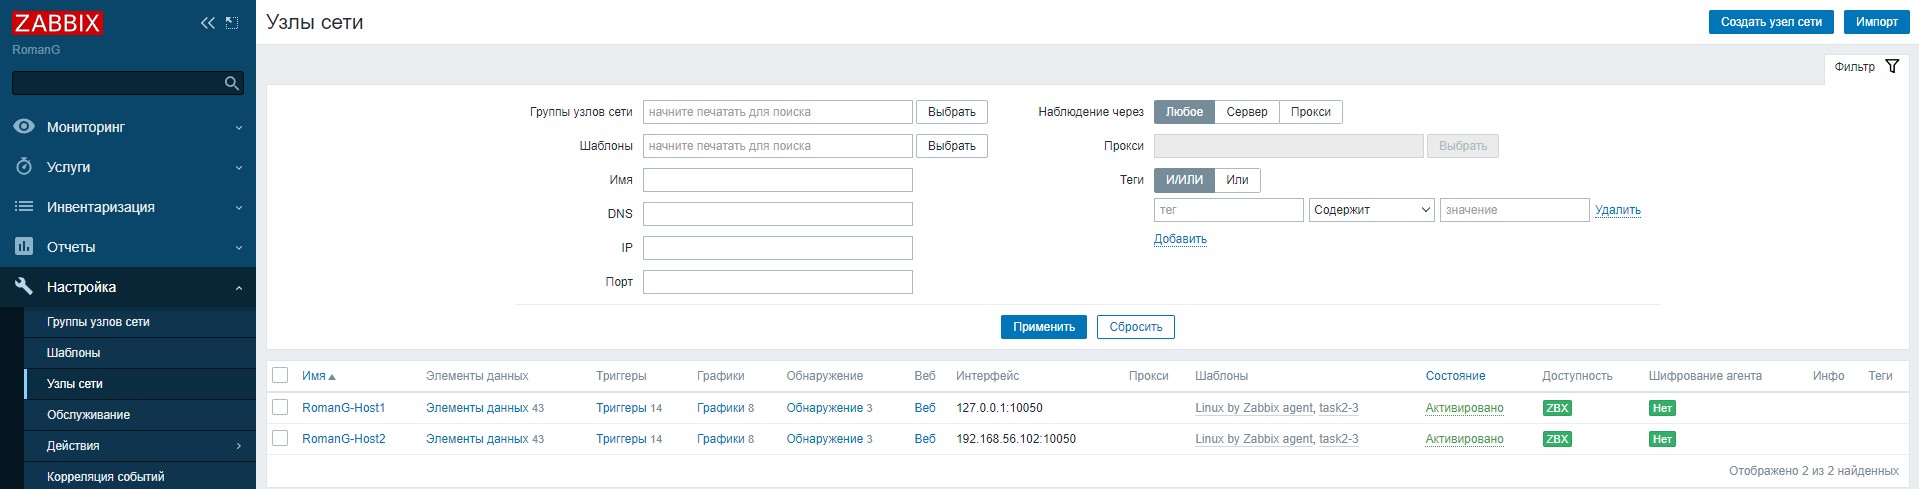 ZABBIX
RomanG
Мониторинг
Услуги
Инвентаризация
Отчеты
Настройка
Группы узлов сети
Шаблоны
Узлы сети
Обслуживание
Действия
Корреляция событий
Узлы сети
Создать узел сети Импорт
Фильтр
Группы узлов сети начните печатать для поиска Выбрать
Шаблоны начните печатать для поиска Выбрать
Имя
DNS
IP
Порт
Наблюдение через Любое Сервер Прокси
Прокси Выбрать
Теги И/ИЛИ Или
тег Содержит значение Удалить
Добавить
Применить Сбросить
Имя Элементы данных Триггеры Графики Обнаружение Веб Интерфейс Прокси Шаблоны Состояние Доступность Шифрование агента Инфо Теги
RomanG-Host1 Элементы данных 43 Триггеры 14 Графики 8 Обнаружение 3 Веб 127.0.0.1:10050 Linux by Zabbix agent, task2-3 Активировано ZBX Нет
RomanG-Host2 Элементы данных 43 Триггеры 14 Графики 8 Обнаружение 3 Веб 192.168.56.102:10050 Linux by Zabbix agent, task2-3 Активировано ZBX Нет
Отображено 2 из 2 найденных